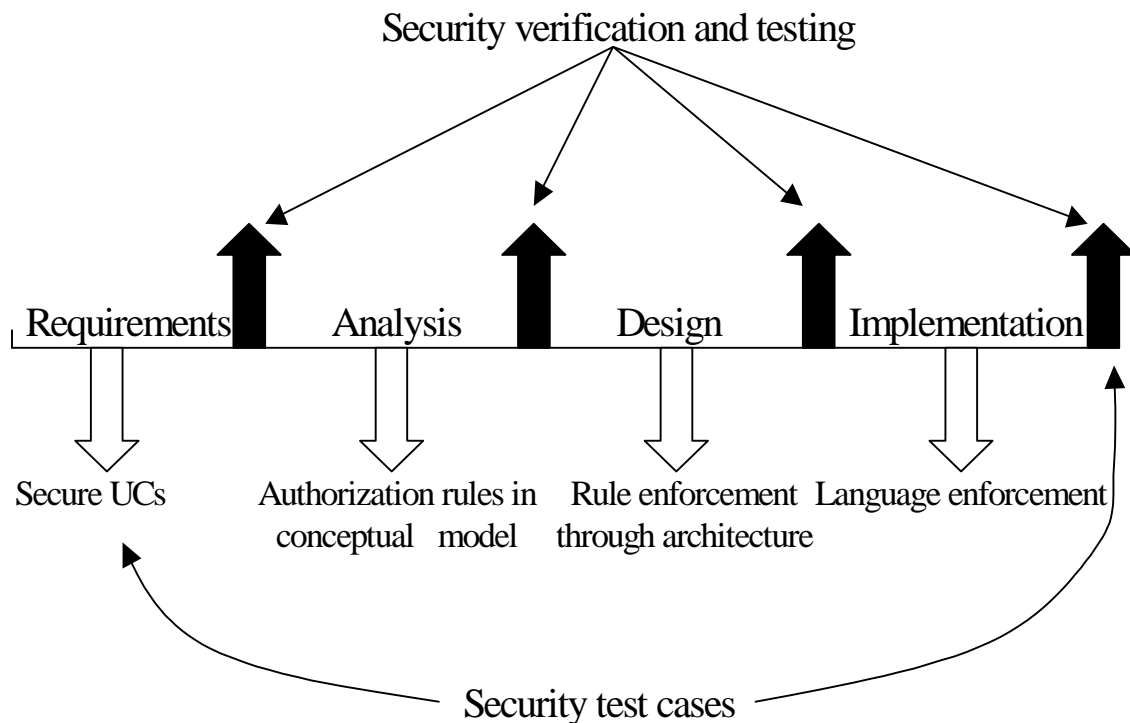 Security verification and testing
Requirements
Analysis
Design
Implementation
Secure UCs
Authorization rules in
conceptual model
Rule enforcement
through architecture
Language enforcement
Security test cases